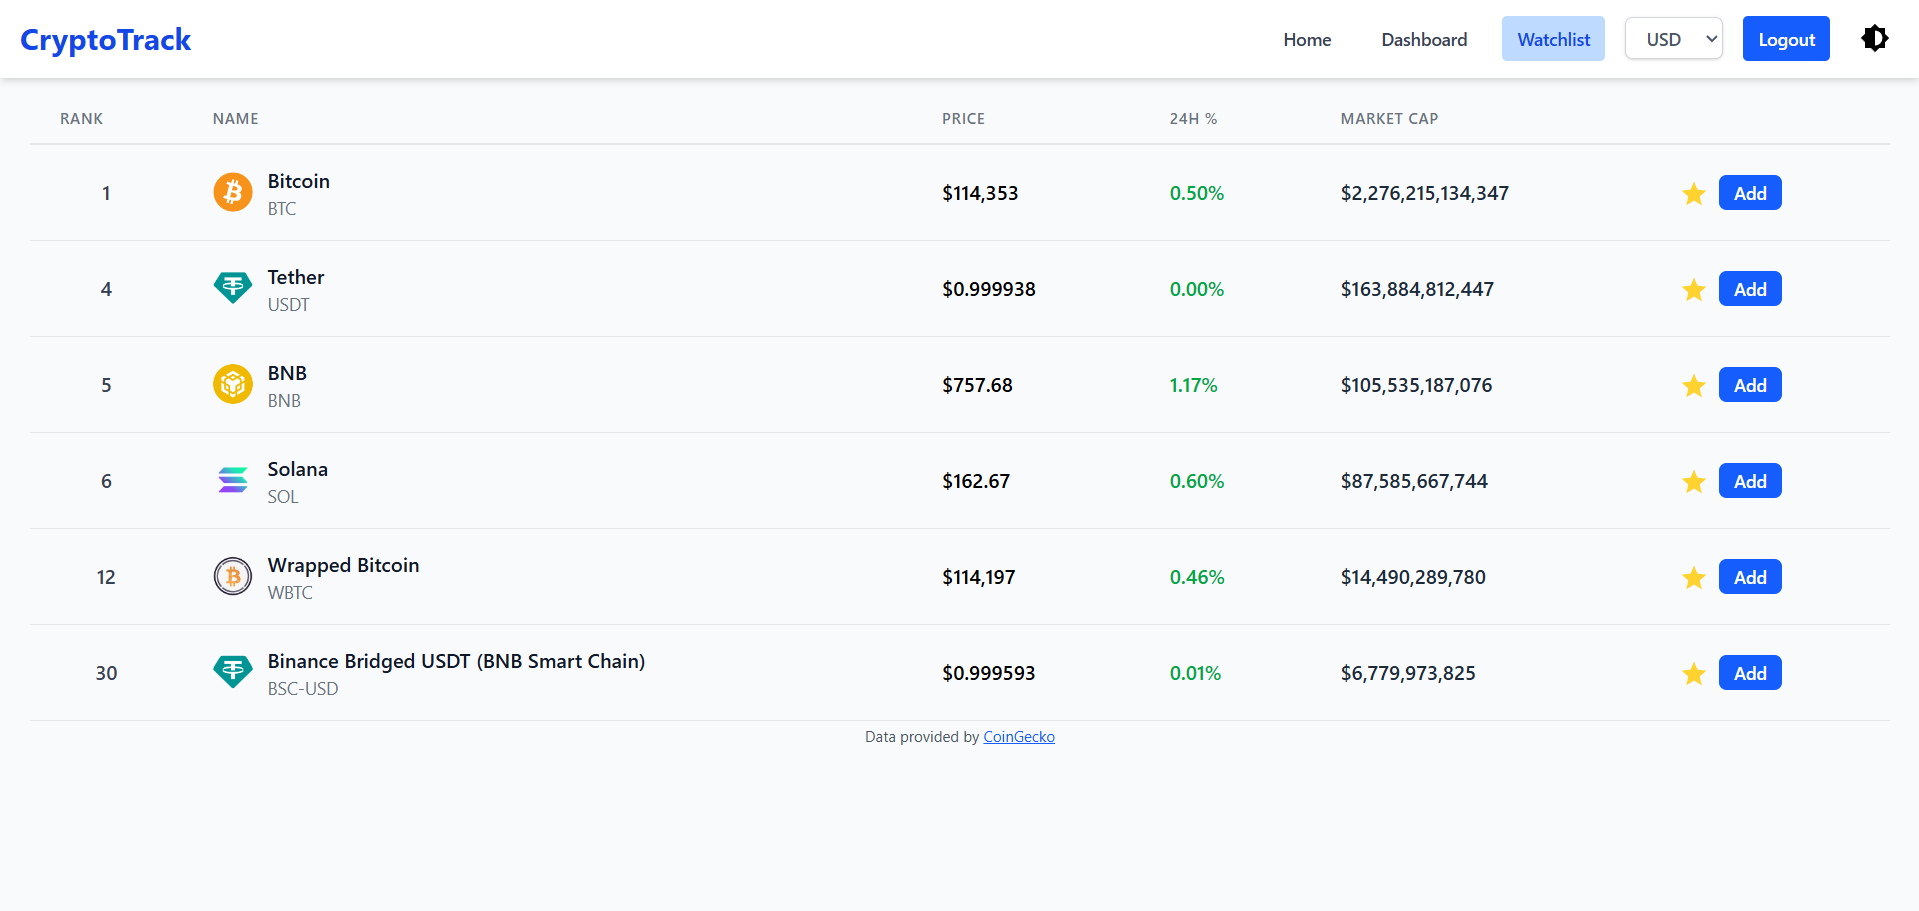 CryptoTrack
Home Dashboard Watchlist USD Logout
RANK NAME PRICE 24H % MARKET CAP
1 Bitcoin BTC $114,353 0.50% $2,276,215,134,347 Add
4 Tether USDT $0.999938 0.00% $163,884,812,447 Add
5 BNB BNB $757.68 1.17% $105,535,187,076 Add
6 Solana SOL $162.67 0.60% $87,585,667,744 Add
12 Wrapped Bitcoin WBTC $114,197 0.46% $14,490,289,780 Add
30 Binance Bridged USDT (BNB Smart Chain) BSC-USD $0.999593 0.01% $6,779,973,825 Add
Data provided by CoinGecko